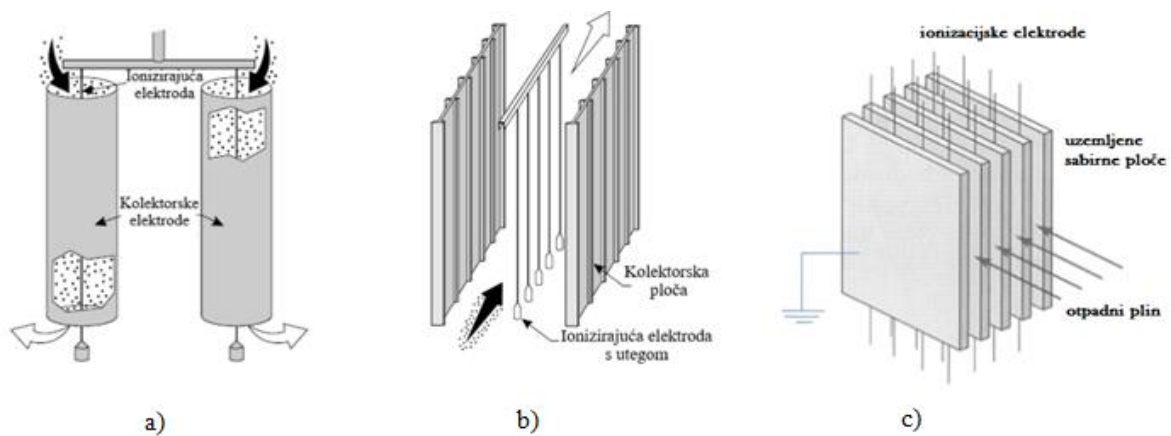 Ionizirajuća
elektroda
Kolektorske
elektrode
a)
Kolektorska
ploča
Ionizirajuća elektroda
s utegom
b)
ionizacijske elektrode
uzemljene
sabirne ploče
otpadni plin
c)